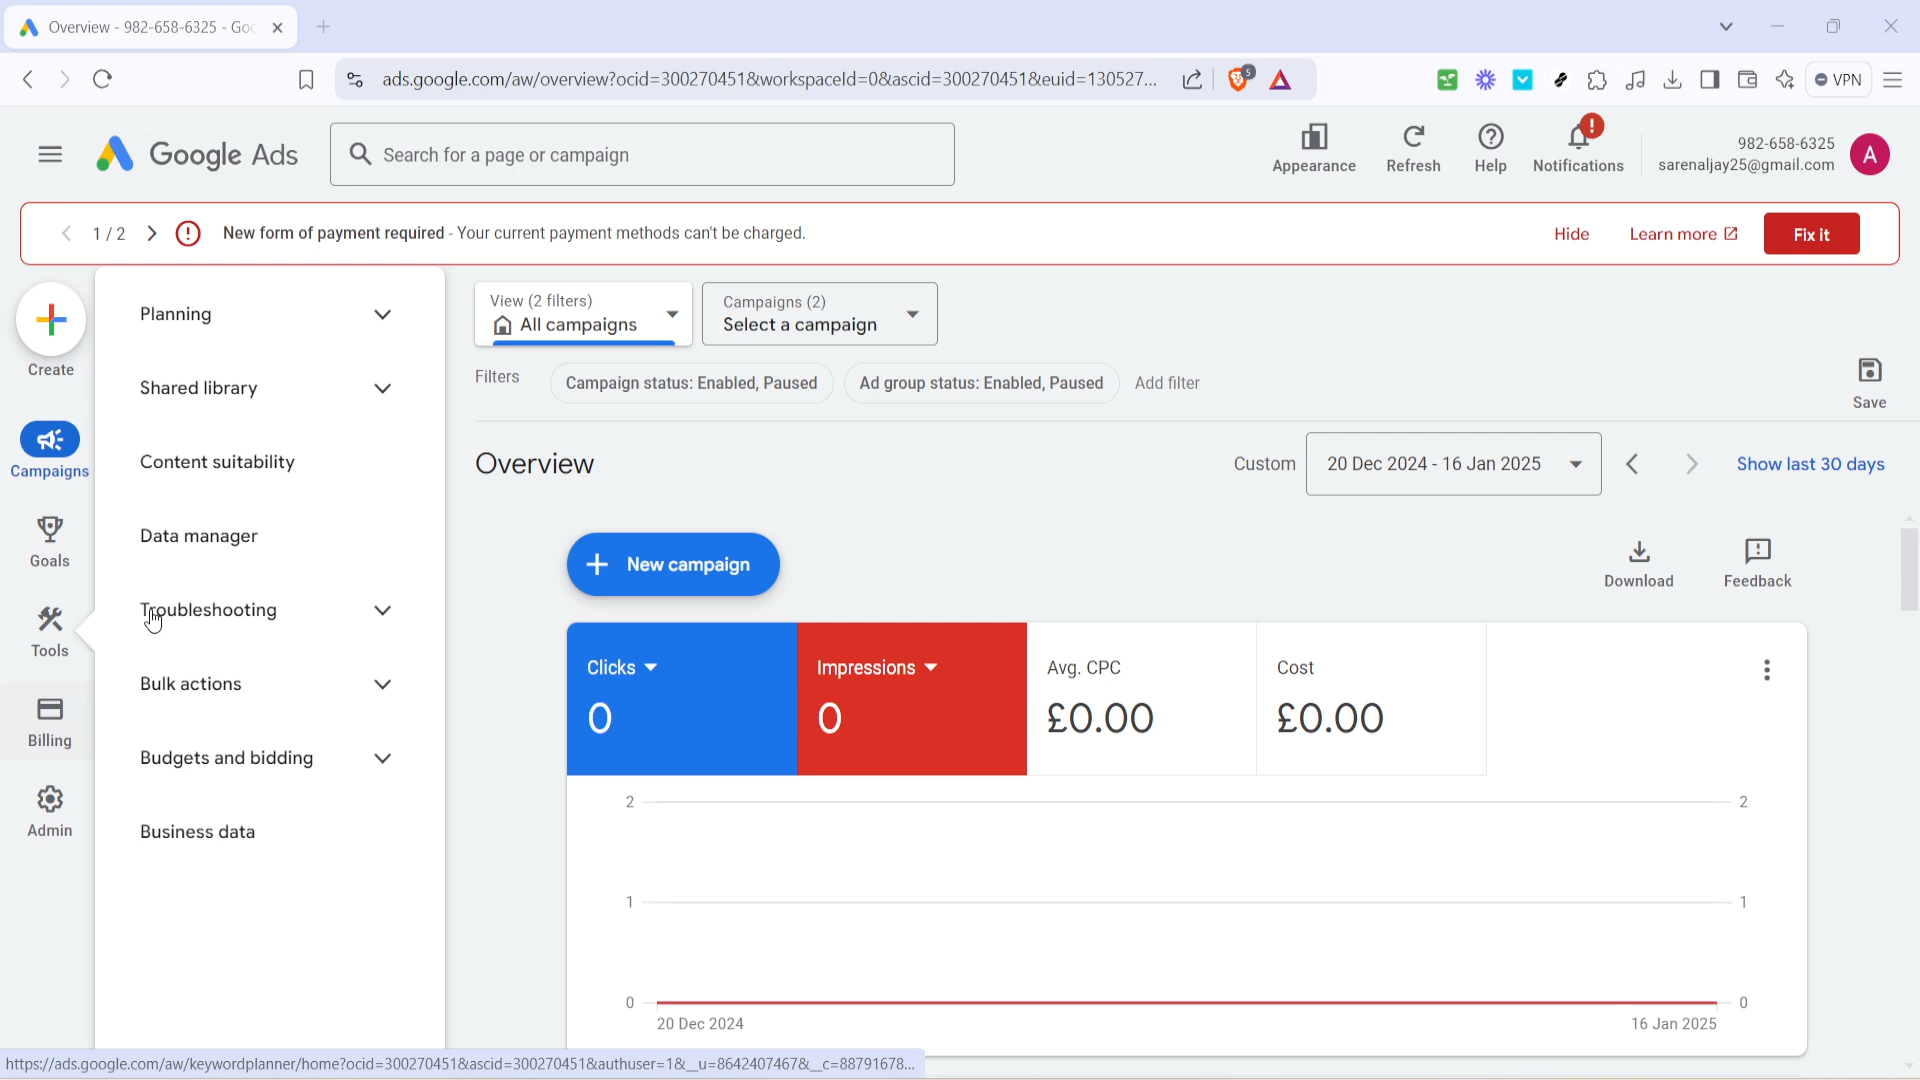 Overview - 982-658-6325 - Goo
ads.google.com/aw/overview?ocid=300270451&workspaceId=0&ascid=300270451&euid=130527...
5
VPN
Google Ads
Search for a page or campaign
Appearance
Refresh
Help
Notifications
982-658-6325
sarenaljay25@gmail.com
A
1 / 2
New form of payment required - Your current payment methods can't be charged.
Hide
Learn more
Fix it
Create
Campaigns
Goals
Tools
Billing
Admin
Planning
Shared library
Content suitability
Data manager
Troubleshooting
Bulk actions
Budgets and bidding
Business data
View (2 filters)
All campaigns
Campaigns (2)
Select a campaign
Filters
Campaign status: Enabled, Paused
Ad group status: Enabled, Paused
Add filter
Save
Overview
Custom
20 Dec 2024 - 16 Jan 2025
Show last 30 days
New campaign
Download
Feedback
Clicks
0
Impressions
0
Avg. CPC
£0.00
Cost
£0.00
2
2
1
1
0
0
20 Dec 2024
16 Jan 2025
https://ads.google.com/aw/keywordplanner/home?ocid=300270451&ascid=300270451&authuser=1&__u=8642407467&__c=88791678...